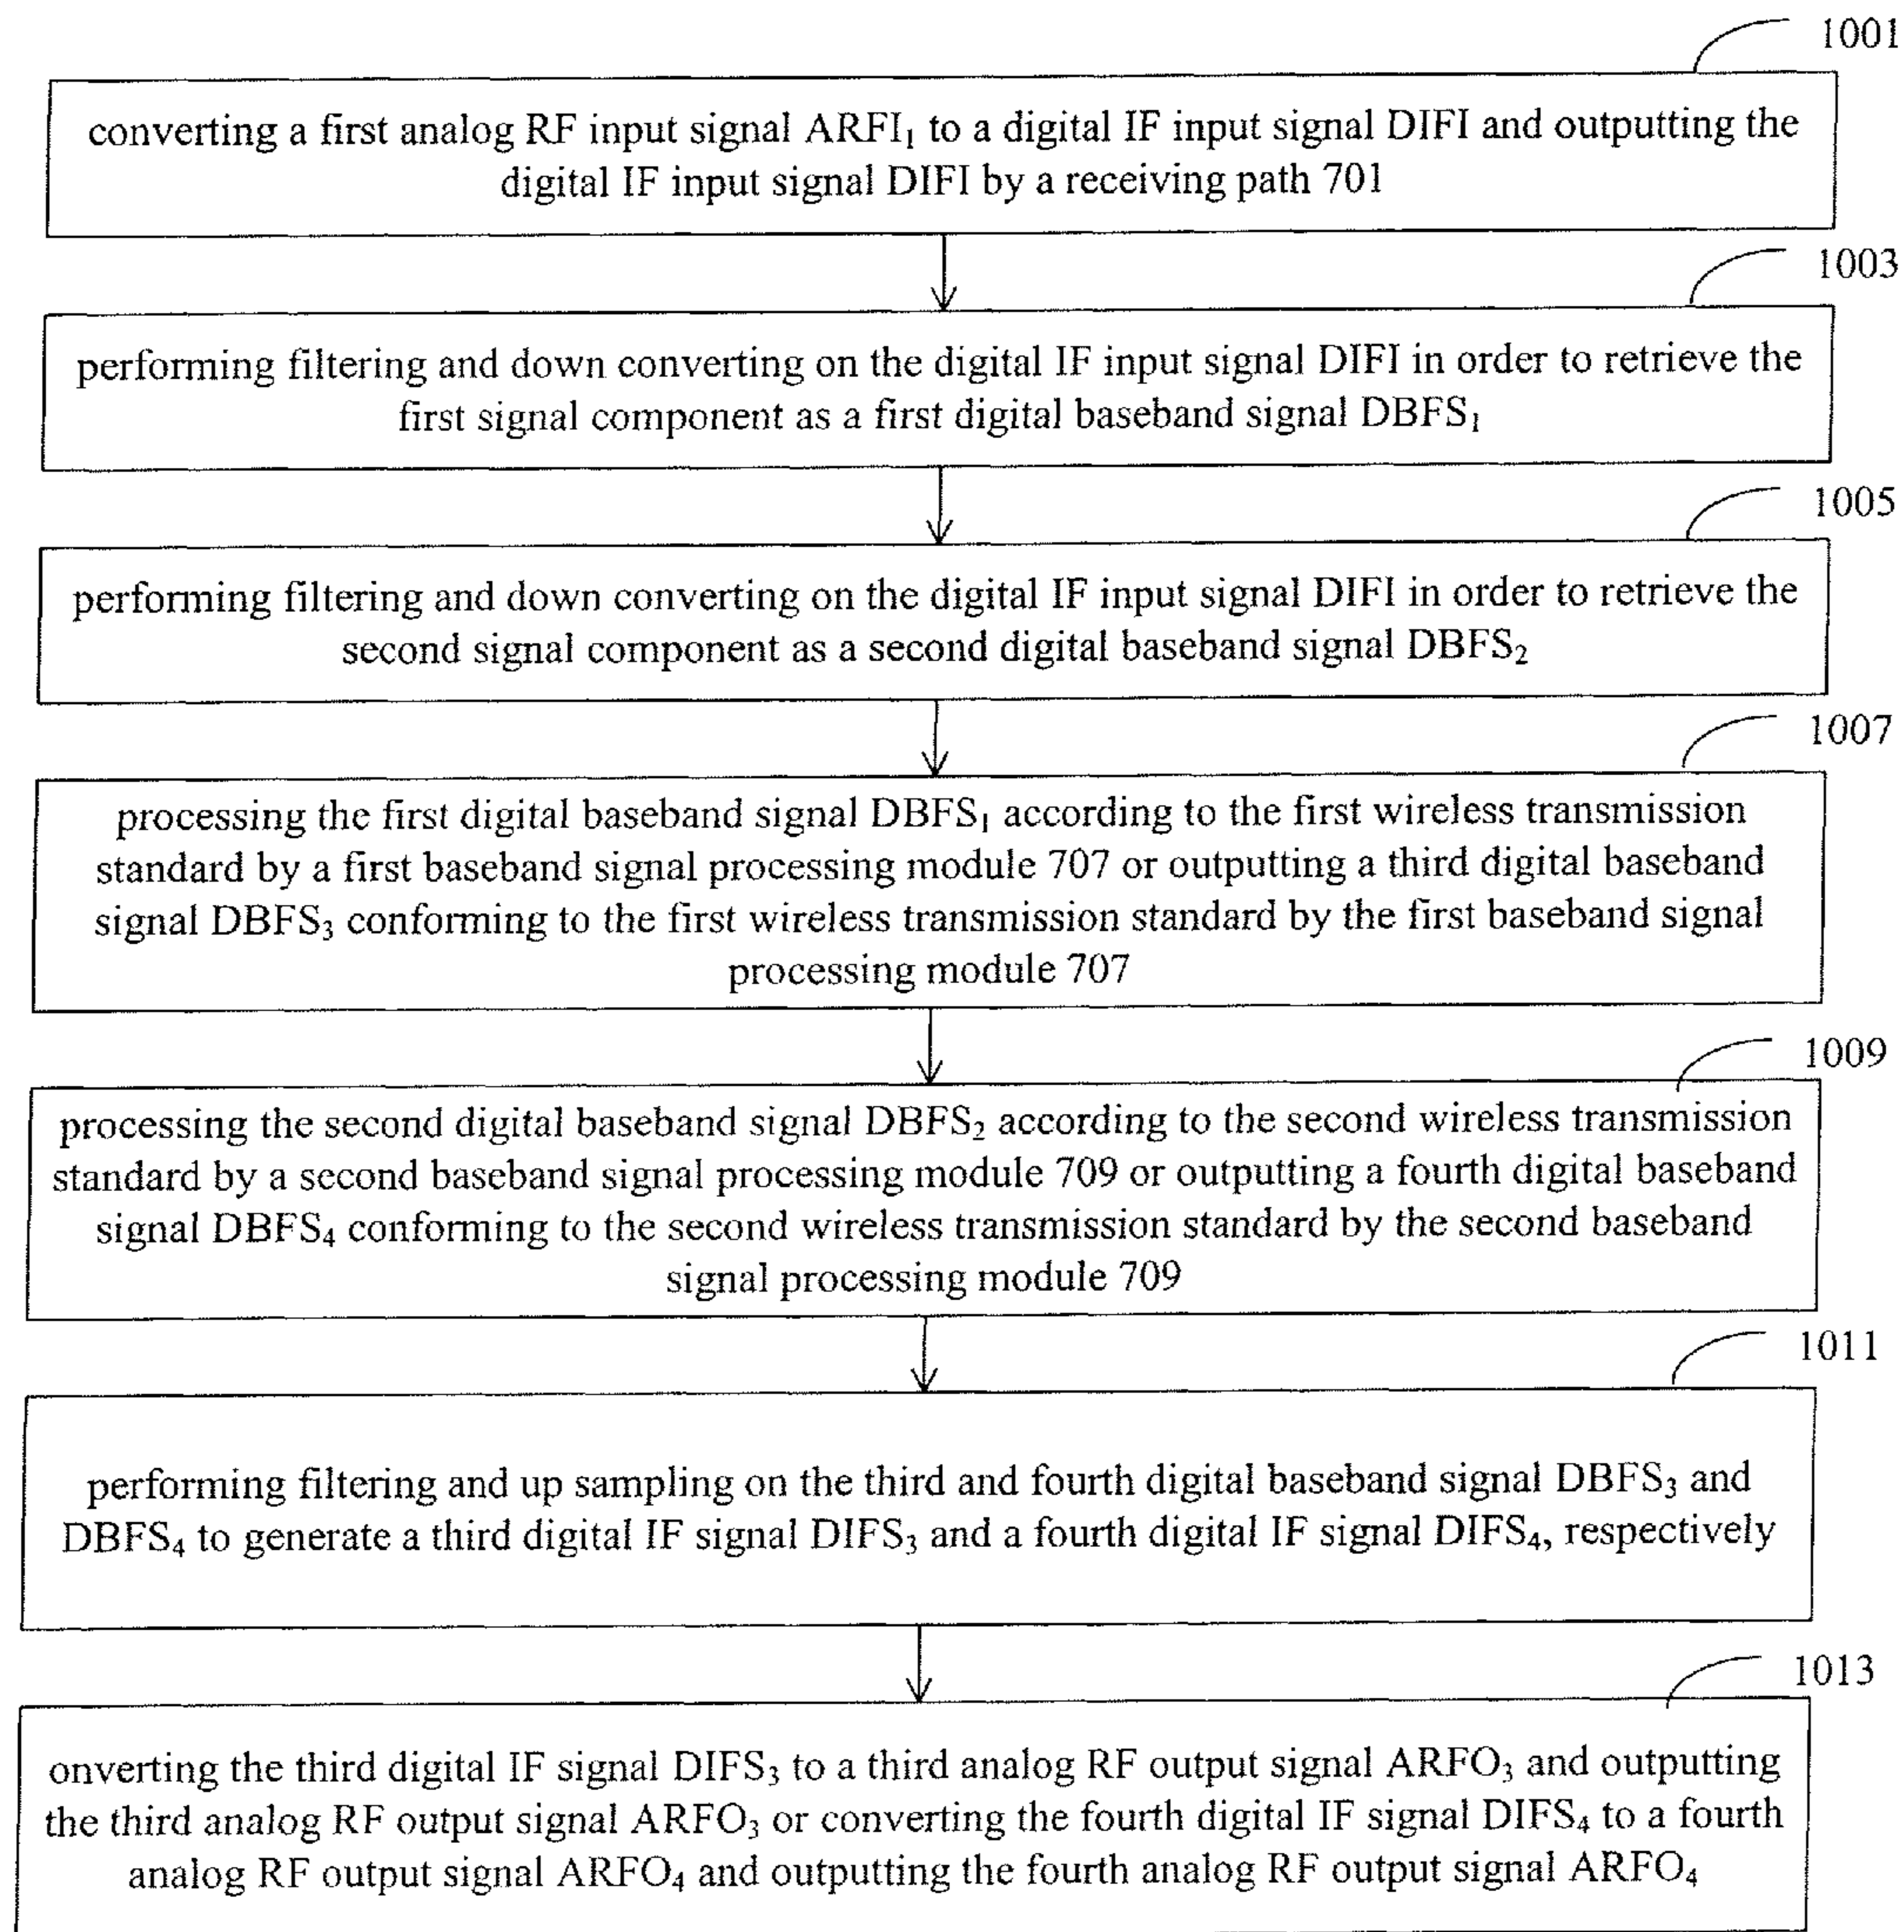 1001
converting a first analog RF input signal ARFI₁ to a digital IF input signal DIFI and outputting the
digital IF input signal DIFI by a receiving path 701
1003
performing filtering and down converting on the digital IF input signal DIFI in order to retrieve the
first signal component as a first digital baseband signal DBFS₁
1005
performing filtering and down converting on the digital IF input signal DIFI in order to retrieve the
second signal component as a second digital baseband signal DBFS₂
1007
processing the first digital baseband signal DBFS₁ according to the first wireless transmission
standard by a first baseband signal processing module 707 or outputting a third digital baseband
signal DBFS₃ conforming to the first wireless transmission standard by the first baseband signal
processing module 707
1009
processing the second digital baseband signal DBFS₂ according to the second wireless transmission
standard by a second baseband signal processing module 709 or outputting a fourth digital baseband
signal DBFS₄ conforming to the second wireless transmission standard by the second baseband
signal processing module 709
1011
performing filtering and up sampling on the third and fourth digital baseband signal DBFS₃ and
DBFS₄ to generate a third digital IF signal DIFS₃ and a fourth digital IF signal DIFS₄, respectively
1013
onverting the third digital IF signal DIFS₃ to a third analog RF output signal ARFO₃ and outputting
the third analog RF output signal ARFO₃ or converting the fourth digital IF signal DIFS₄ to a fourth
analog RF output signal ARFO₄ and outputting the fourth analog RF output signal ARFO₄